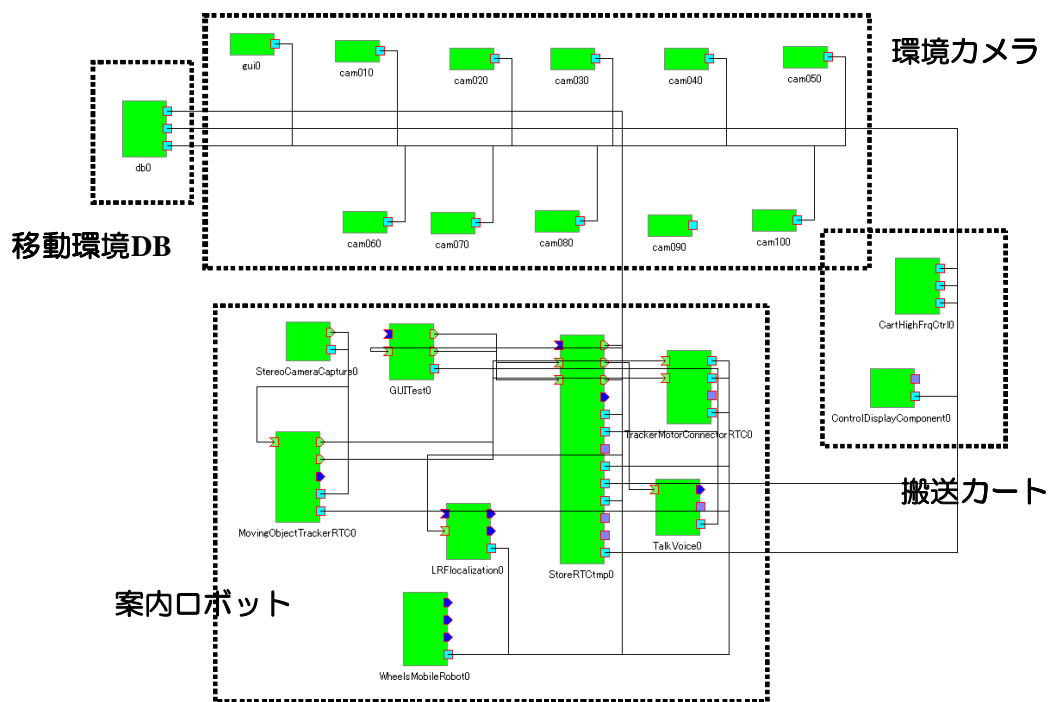 環境カメラ
gui0
cam010
cam020
cam030
cam040
cam050
db0
移動環境DB
cam060
cam070
cam080
cam090
cam100
CartHighFrqCtrl0
ControlDisplayComponent0
搬送カート
StereoCameraCapture0
GUITest0
TrackerMotorConnectorRTC0
MovingObjectTrackerRTC0
LRFlocalization0
StoreRTCtmp0
TalkVoice0
案内ロボット
WheelsMobileRobot0